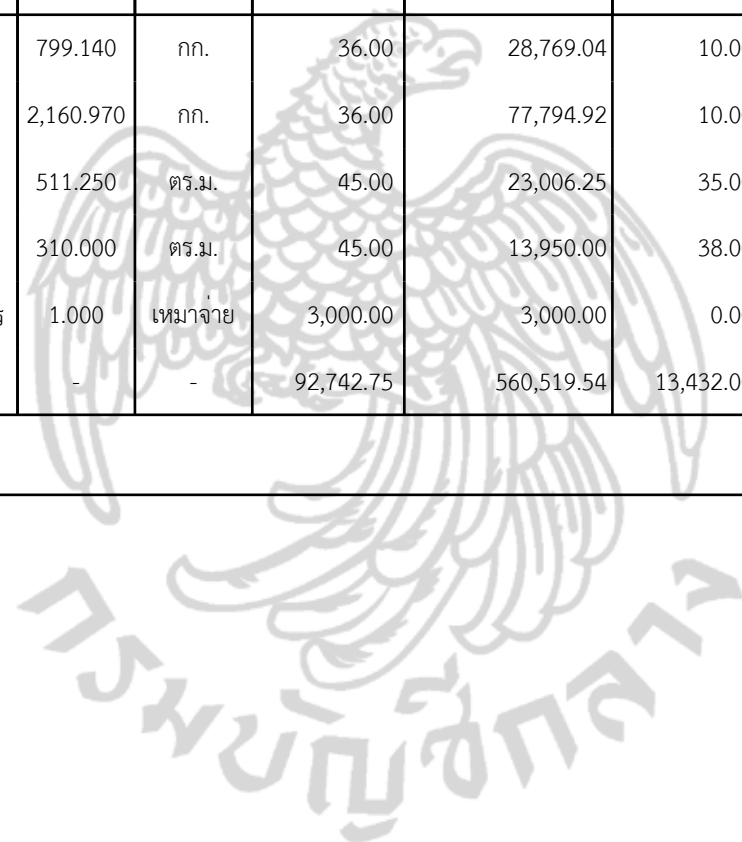 799.140 กก. 36.00 28,769.04 10.0
2,160.970 กก. 36.00 77,794.92 10.0
511.250 ตร.ม. 45.00 23,006.25 35.0
310.000 ตร.ม. 45.00 13,950.00 38.0
ร 1.000 เหมาจ่าย 3,000.00 3,000.00 0.0
- - 92,742.75 560,519.54 13,432.0
กรมบัญชีกลาง